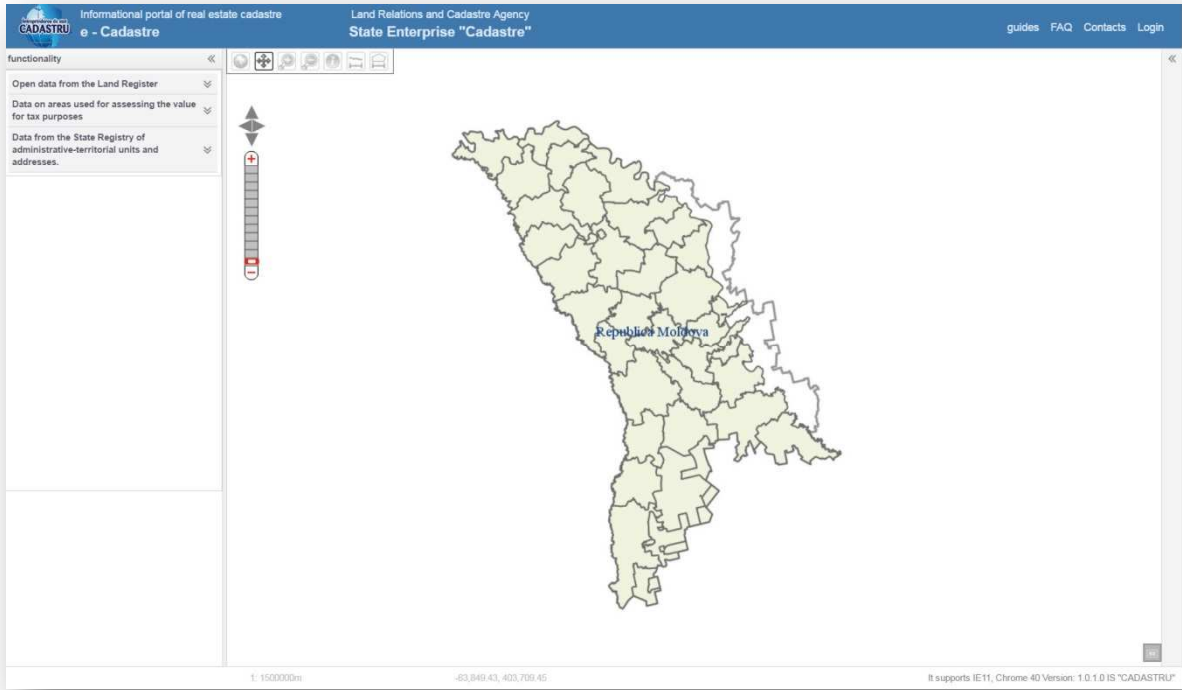 Informational portal of real estate cadastre
Land Relations and Cadastre Agency
CADASTRU
e - Cadastre
State Enterprise "Cadastre"
guides FAQ Contacts Login
functionality
Open data from the Land Register
Data on areas used for assessing the value
for tax purposes
Data from the State Registry of
administrative-territorial units and
addresses.
Republica Moldova
1: 1500000m
-63,849.43, 403,709.45
It supports IE11, Chrome 40 Version: 1.0.1.0 IS "CADASTRU"